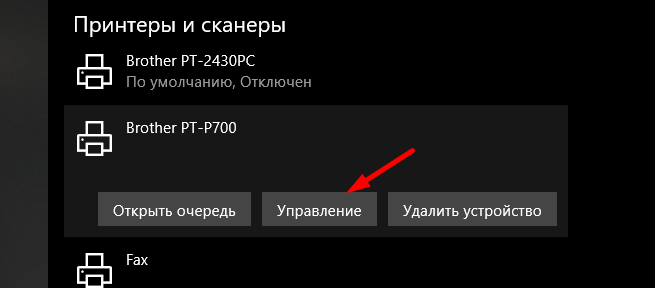 Принтеры и сканеры
Brother PT-2430PC
По умолчанию, Отключен
Brother PT-P700
Открыть очередь Управление Удалить устройство
Fax